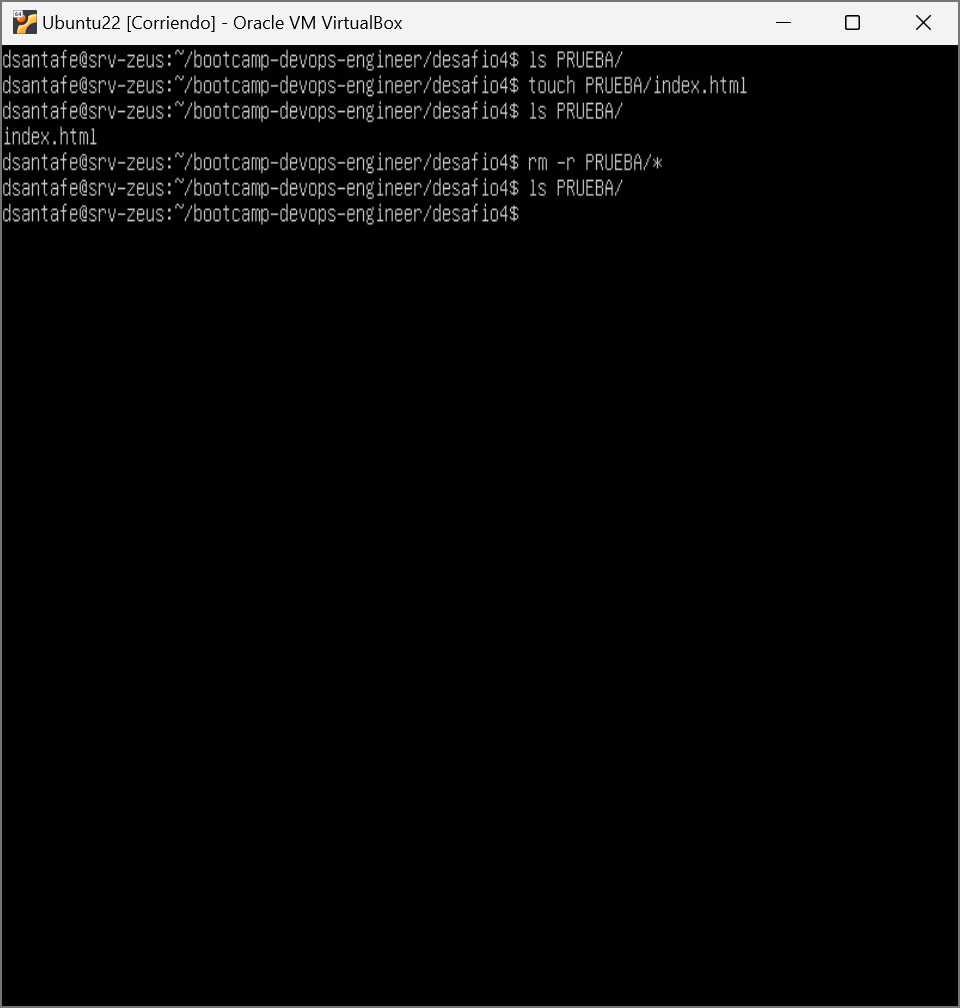 Ubuntu22 [Corriendo] - Oracle VM VirtualBox
dsantafe@srv-zeus:~/bootcamp-devops-engineer/desafio4$ ls PRUEBA/
dsantafe@srv-zeus:~/bootcamp-devops-engineer/desafio4$ touch PRUEBA/index.html
dsantafe@srv-zeus:~/bootcamp-devops-engineer/desafio4$ ls PRUEBA/
index.html
dsantafe@srv-zeus:~/bootcamp-devops-engineer/desafio4$ rm -r PRUEBA/*
dsantafe@srv-zeus:~/bootcamp-devops-engineer/desafio4$ ls PRUEBA/
dsantafe@srv-zeus:~/bootcamp-devops-engineer/desafio4$